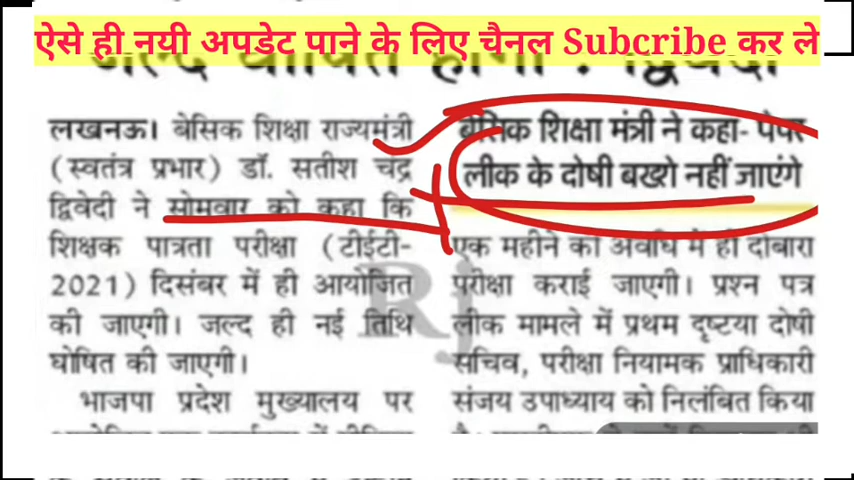 ऐसे ही नयी अपडेट पाने के लिए चैनल Subcribe कर ले
लखनऊ। बेसिक शिक्षा राज्यमंत्री
(स्वतंत्र प्रभार) डॉ. सतीश चंद्र
द्विवेदी ने सोमवार को कहा कि
शिक्षक पात्रता परीक्षा (टीईटी-
2021) दिसंबर में ही आयोजित
की जाएगी। जल्द ही नई तिथि
घोषित की जाएगी।
भाजपा प्रदेश मुख्यालय पर
बेसिक शिक्षा मंत्री ने कहा- पेपर
लीक के दोषी बख्शे नहीं जाएंगे
एक महीने की अवधि में ही दोबारा
परीक्षा कराई जाएगी। प्रश्न पत्र
लीक मामले में प्रथम दृष्टया दोषी
सचिव, परीक्षा नियामक प्राधिकारी
संजय उपाध्याय को निलंबित किया
Rj